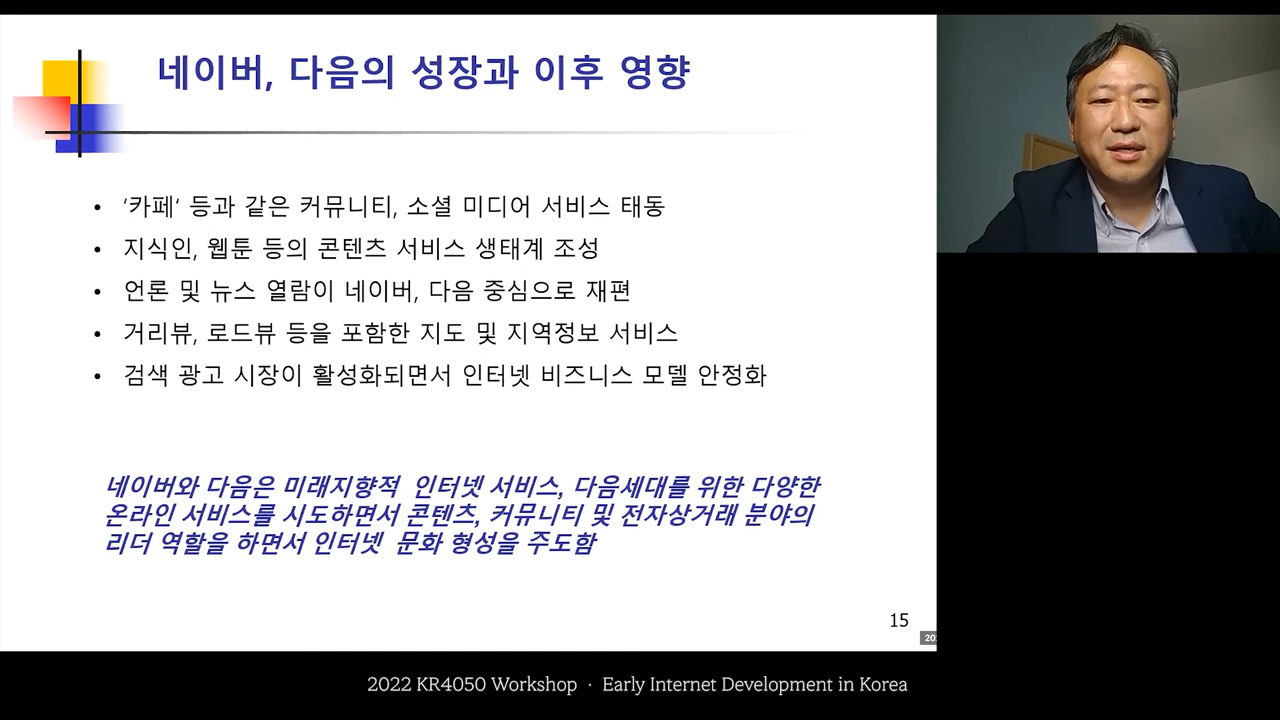 네이버, 다음의 성장과 이후 영향
• ‘카페‘ 등과 같은 커뮤니티, 소셜 미디어 서비스 태동
• 지식인, 웹툰 등의 콘텐츠 서비스 생태계 조성
• 언론 및 뉴스 열람이 네이버, 다음 중심으로 재편
• 거리뷰, 로드뷰 등을 포함한 지도 및 지역정보 서비스
• 검색 광고 시장이 활성화되면서 인터넷 비즈니스 모델 안정화
네이버와 다음은 미래지향적 인터넷 서비스, 다음세대를 위한 다양한
온라인 서비스를 시도하면서 콘텐츠, 커뮤니티 및 전자상거래 분야의
리더 역할을 하면서 인터넷 문화 형성을 주도함
15
20
2022 KR4050 Workshop · Early Internet Development in Korea